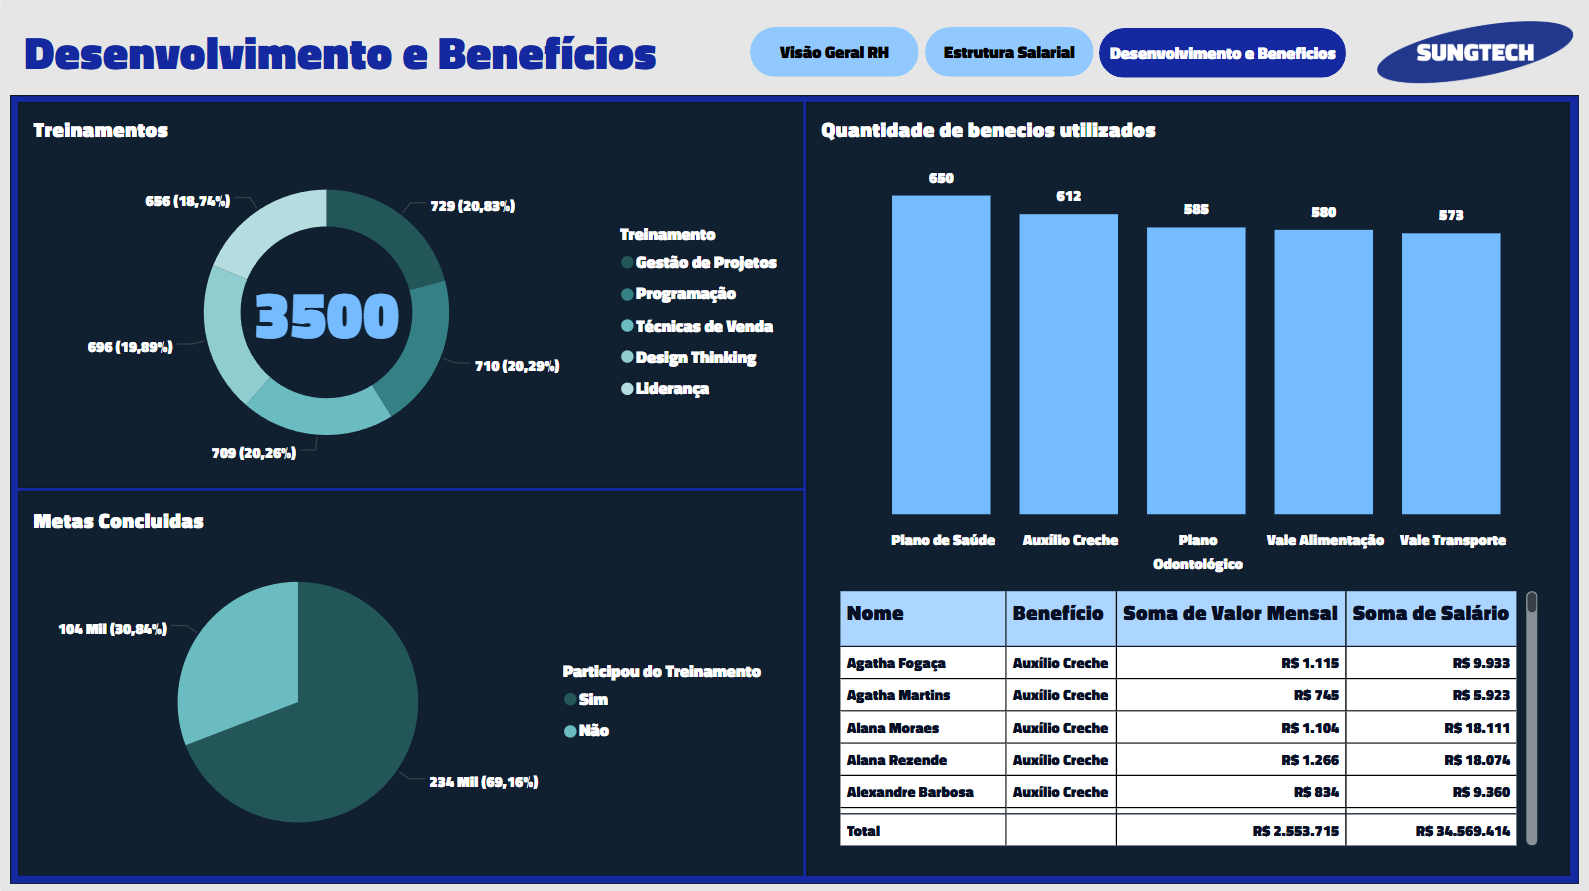 Desenvolvimento e Benefícios
Visão Geral RH
Estrutura Salarial
Desenvolvimento e Beneficios
SUNGTECH
Treinamentos
656 (18,74%)
729 (20,83%)
3500
696 (19,89%)
710 (20,29%)
709 (20,26%)
Treinamento
Gestão de Projetos
Programação
Técnicas de Venda
Design Thinking
Liderança
Metas Concluidas
104 Mil (30,84%)
234 Mil (69,16%)
Participou do Treinamento
Sim
Não
Quantidade de benecios utilizados
650
612
585
580
573
Plano de Saúde
Auxílio Creche
Plano
Odontológico
Vale Alimentação
Vale Transporte
Nome Benefício Soma de Valor Mensal Soma de Salário
Agatha Fogaça Auxílio Creche R$ 1.115 R$ 9.933
Agatha Martins Auxílio Creche R$ 745 R$ 5.923
Alana Moraes Auxílio Creche R$ 1.104 R$ 18.111
Alana Rezende Auxílio Creche R$ 1.266 R$ 18.074
Alexandre Barbosa Auxílio Creche R$ 834 R$ 9.360
Total R$ 2.553.715 R$ 34.569.414